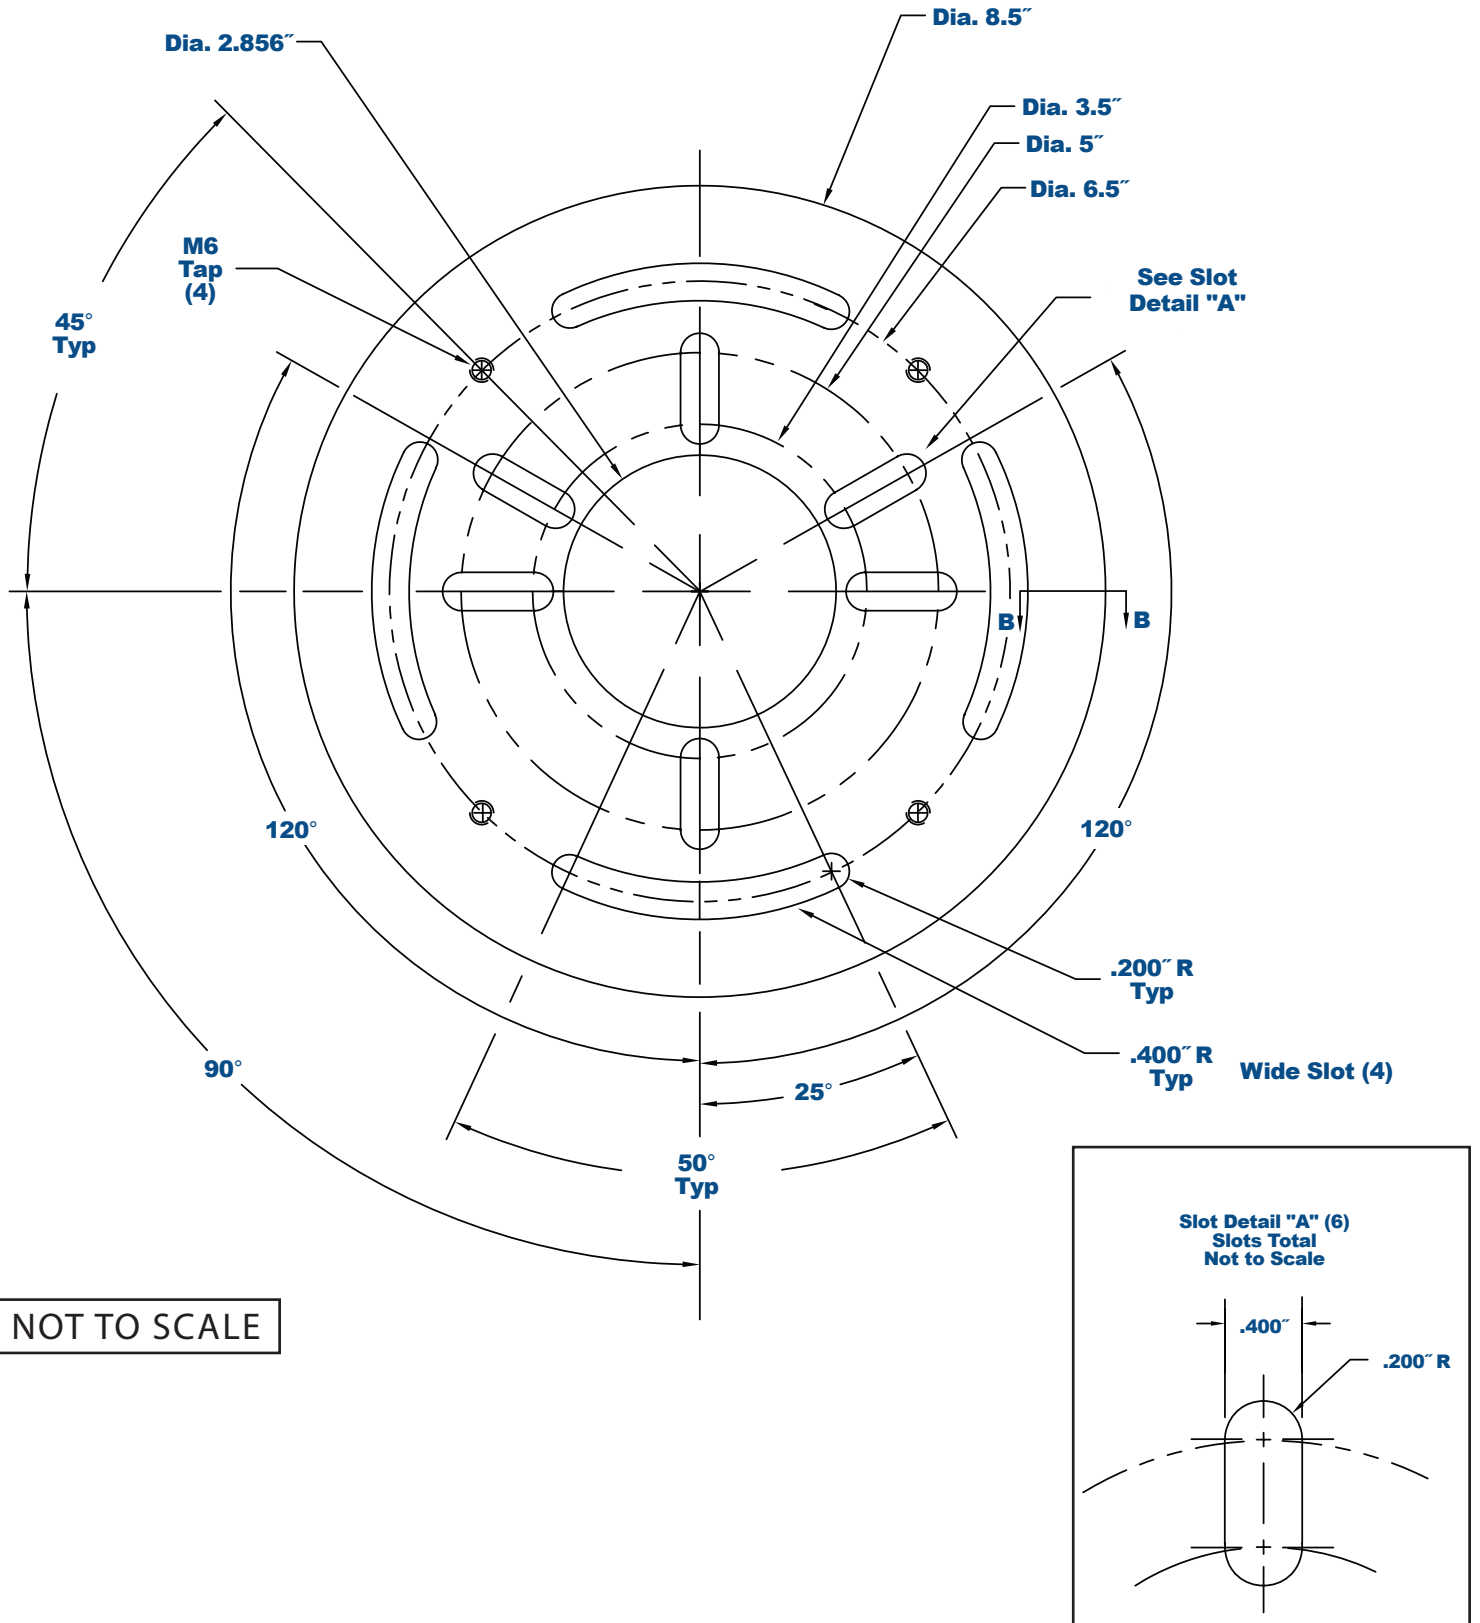 Dia. 8.5″
Dia. 2.856″
Dia. 3.5″
Dia. 5″
Dia. 6.5″
M6
Tap
(4)
See Slot
Detail "A"
45°
Typ
B
B
120°
120°
.200″ R
Typ
.400″ R
Typ
Wide Slot (4)
90°
25°
50°
Typ
Slot Detail "A" (6)
Slots Total
Not to Scale
NOT TO SCALE
.400″
.200″ R